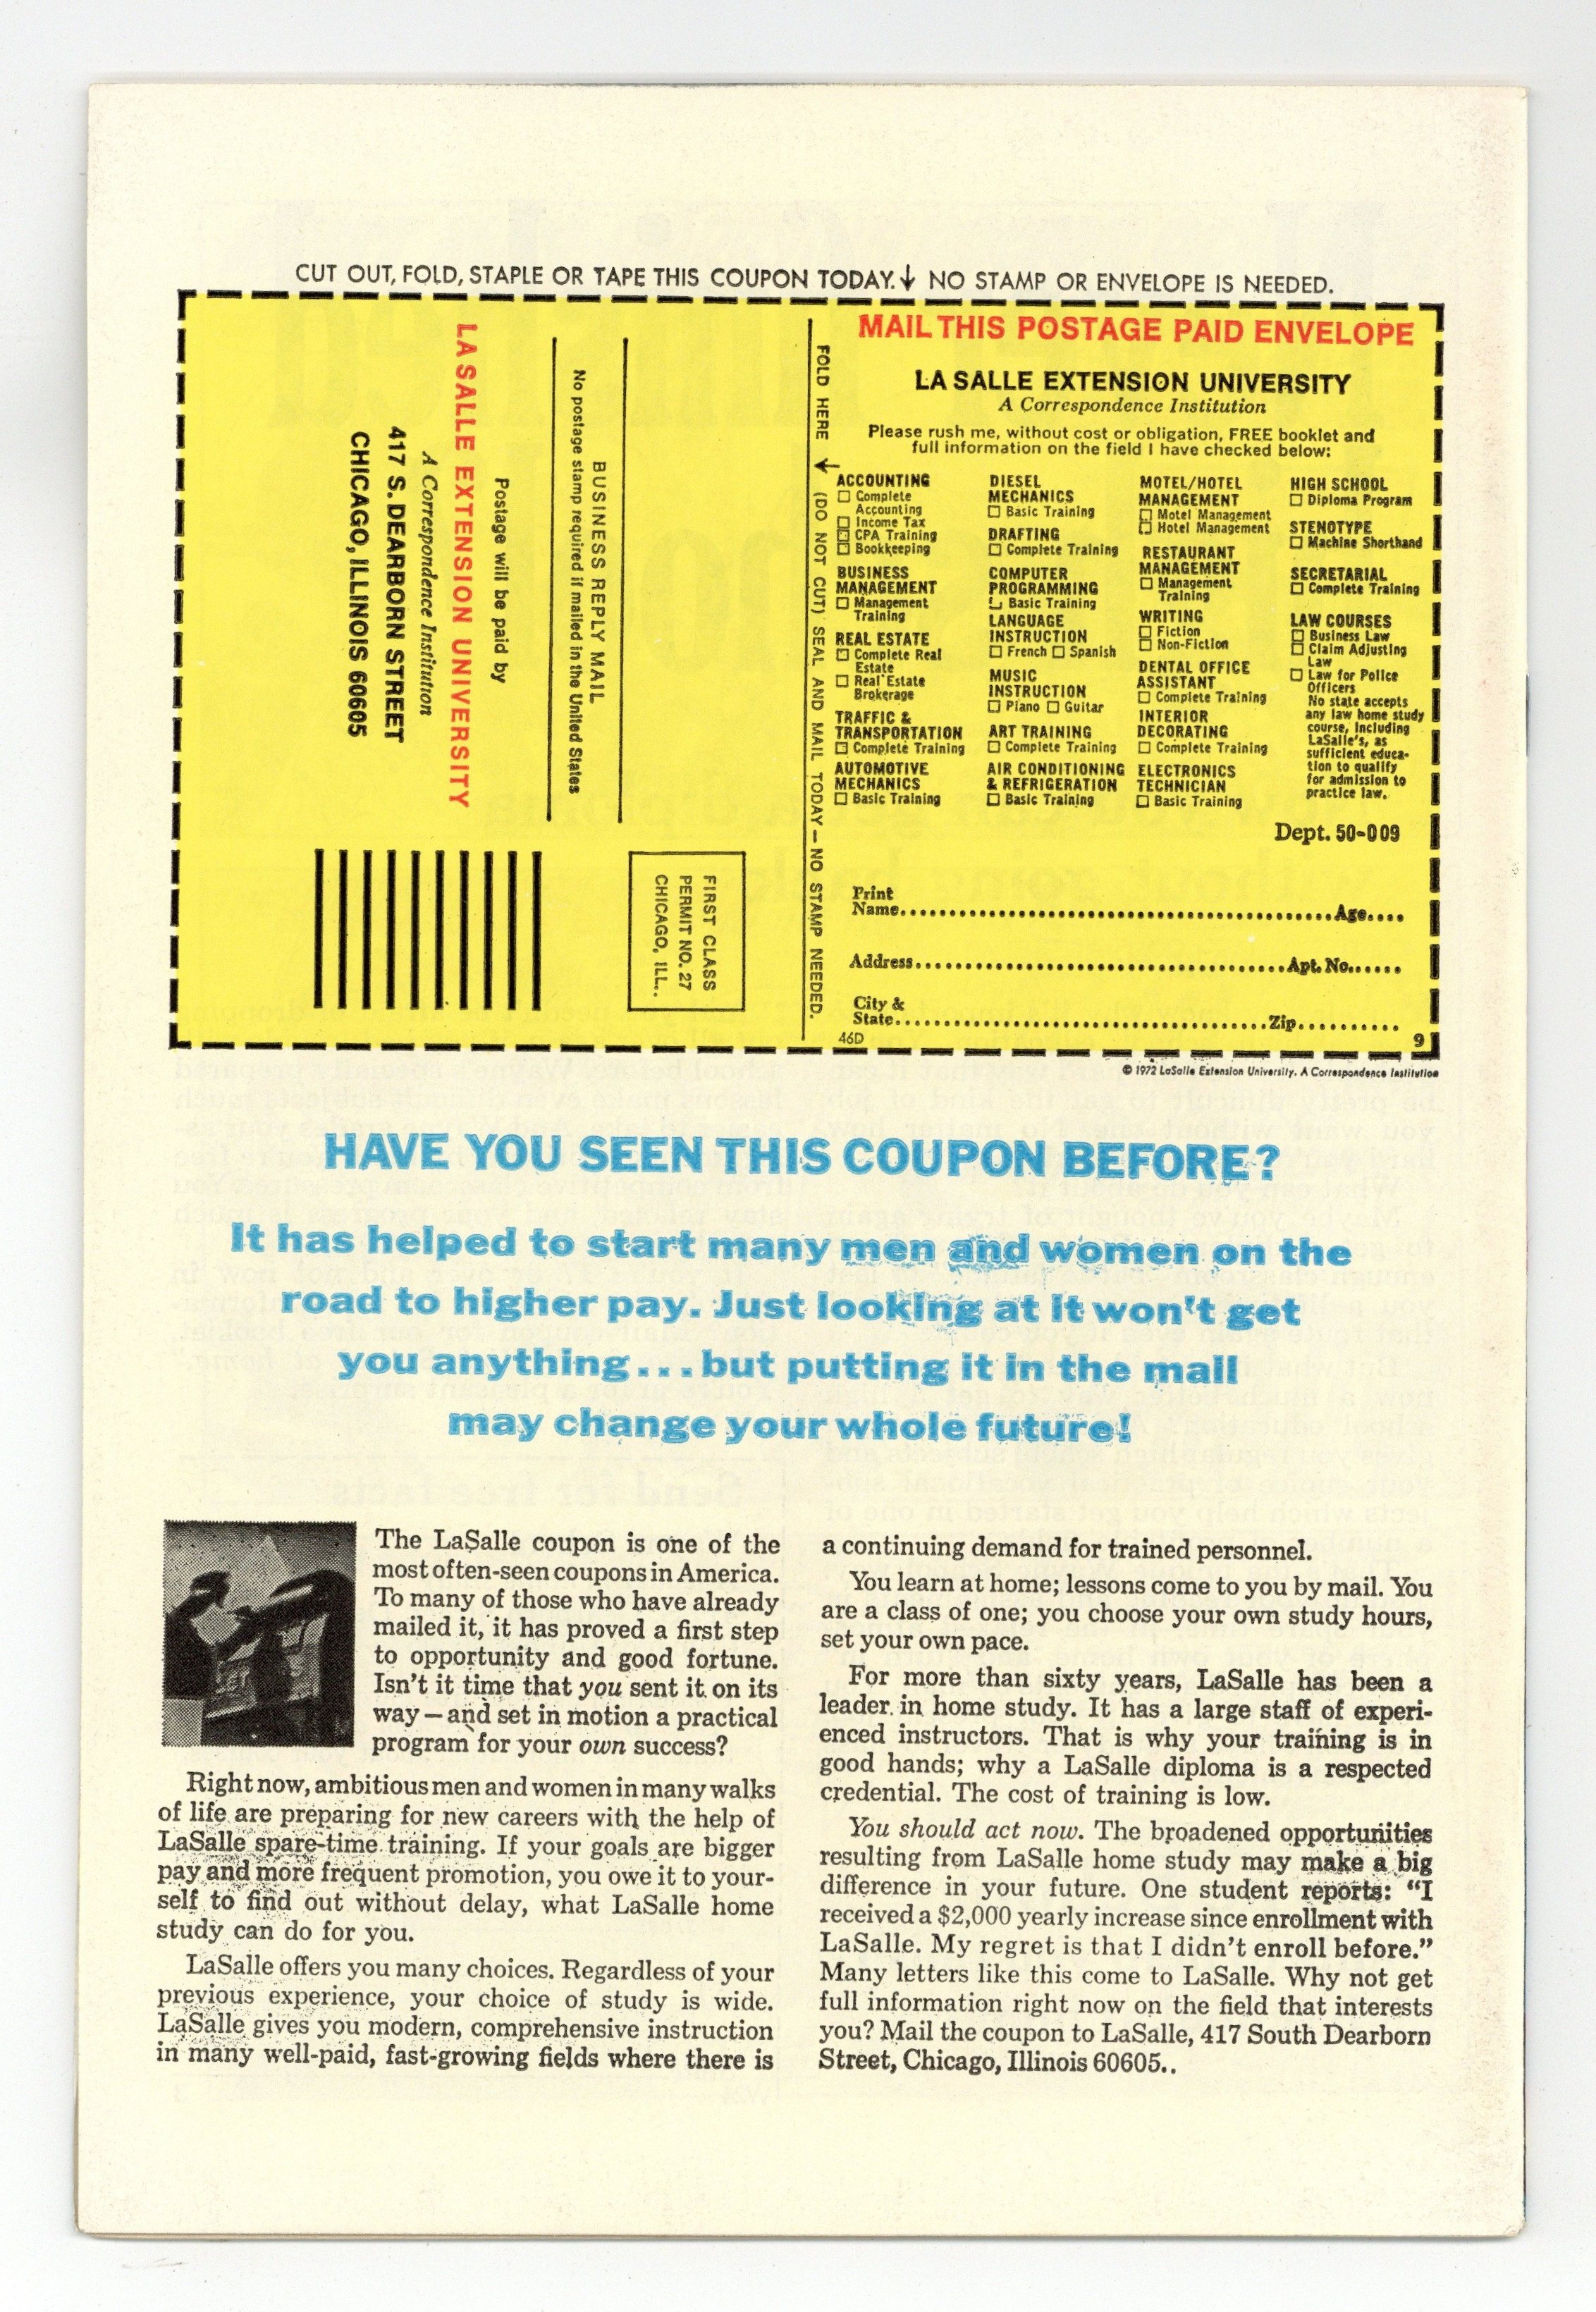 CUT OUT, FOLD, STAPLE OR TAPE THIS COUPON TODAY.↓ NO STAMP OR ENVELOPE IS NEEDED.
LA SALLE EXTENSION UNIVERSITY
A Correspondence Institution
417 S. DEARBORN STREET
CHICAGO, ILLINOIS 60605
Postage will be paid by
BUSINESS REPLY MAIL
No postage stamp required if mailed in the United States
FIRST CLASS
PERMIT NO. 27
CHICAGO, ILL..
FOLD HERE → (DO NOT CUT) SEAL AND MAIL TODAY — NO STAMP NEEDED.
MAIL THIS POSTAGE PAID ENVELOPE
LA SALLE EXTENSION UNIVERSITY
A Correspondence Institution
Please rush me, without cost or obligation, FREE booklet and
full information on the field I have checked below:
ACCOUNTING
☐ Complete
Accounting
☐ Income Tax
☐ CPA Training
☐ Bookkeeping
BUSINESS
MANAGEMENT
☐ Management
Training
REAL ESTATE
☐ Complete Real
Estate
☐ Real Estate
Brokerage
TRAFFIC &
TRANSPORTATION
☐ Complete Training
AUTOMOTIVE
MECHANICS
☐ Basic Training
DIESEL
MECHANICS
☐ Basic Training
DRAFTING
☐ Complete Training
COMPUTER
PROGRAMMING
☐ Basic Training
LANGUAGE
INSTRUCTION
☐ French ☐ Spanish
MUSIC
INSTRUCTION
☐ Piano ☐ Guitar
ART TRAINING
☐ Complete Training
AIR CONDITIONING
& REFRIGERATION
☐ Basic Training
MOTEL/HOTEL
MANAGEMENT
☐ Motel Management
☐ Hotel Management
RESTAURANT
MANAGEMENT
☐ Management
Training
WRITING
☐ Fiction
☐ Non-Fiction
DENTAL OFFICE
ASSISTANT
☐ Complete Training
INTERIOR
DECORATING
☐ Complete Training
ELECTRONICS
TECHNICIAN
☐ Basic Training
HIGH SCHOOL
☐ Diploma Program
STENOTYPE
☐ Machine Shorthand
SECRETARIAL
☐ Complete Training
LAW COURSES
☐ Business Law
☐ Claim Adjusting
Law
☐ Law for Police
Officers
No state accepts
any law home study
course, including
LaSalle's, as
sufficient educa-
tion to qualify
for admission to
practice law.
Dept. 50-009
Print
Name.......... Age....
Address.......... Apt. No......
City &
State.......... Zip..........
46D 9
© 1972 LaSalle Extension University. A Correspondence Institution
HAVE YOU SEEN THIS COUPON BEFORE?
It has helped to start many men and women on the
road to higher pay. Just looking at it won't get
you anything...but putting it in the mail
may change your whole future!
The LaSalle coupon is one of the
most often-seen coupons in America.
To many of those who have already
mailed it, it has proved a first step
to opportunity and good fortune.
Isn't it time that you sent it on its
way—and set in motion a practical
program for your own success?
Right now, ambitious men and women in many walks
of life are preparing for new careers with the help of
LaSalle spare-time training. If your goals are bigger
pay and more frequent promotion, you owe it to your-
self to find out without delay, what LaSalle home
study can do for you.
LaSalle offers you many choices. Regardless of your
previous experience, your choice of study is wide.
LaSalle gives you modern, comprehensive instruction
in many well-paid, fast-growing fields where there is
a continuing demand for trained personnel.
You learn at home; lessons come to you by mail. You
are a class of one; you choose your own study hours,
set your own pace.
For more than sixty years, LaSalle has been a
leader in home study. It has a large staff of experi-
enced instructors. That is why your training is in
good hands; why a LaSalle diploma is a respected
credential. The cost of training is low.
You should act now. The broadened opportunities
resulting from LaSalle home study may make a big
difference in your future. One student reports: "I
received a $2,000 yearly increase since enrollment with
LaSalle. My regret is that I didn't enroll before."
Many letters like this come to LaSalle. Why not get
full information right now on the field that interests
you? Mail the coupon to LaSalle, 417 South Dearborn
Street, Chicago, Illinois 60605..